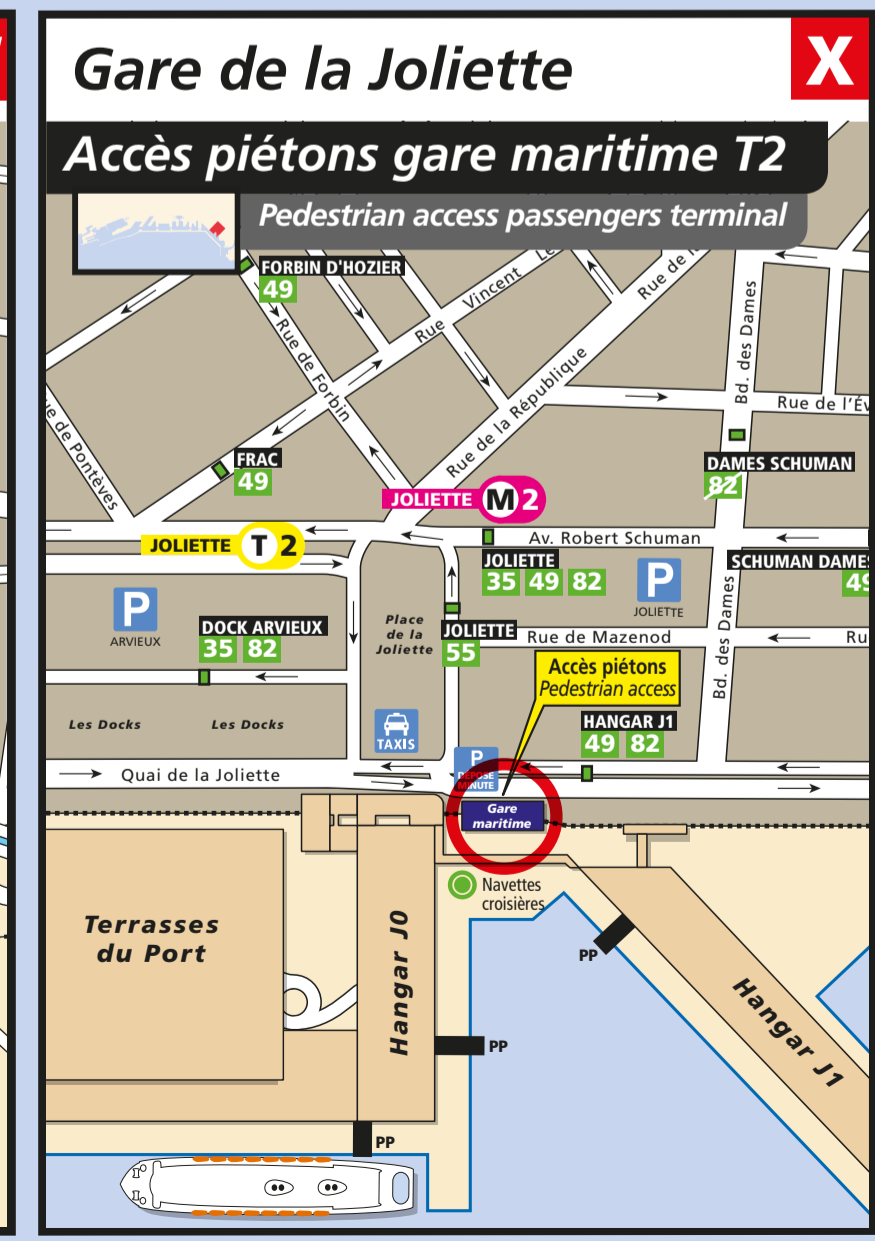 Gare de la Joliette
X
Accès piétons gare maritime T2
Pedestrian access passengers terminal
FORBIN D'HOZIER
49
Rue Vincent
Rue de
Bd. des Dames
Rue de Forbin
Rue de la République
Rue de
de Pontèves
FRAC
49
DAMES SCHUMAN
82
JOLIETTE M 2
JOLIETTE T 2
Av. Robert Schuman
JOLIETTE
35 49 82
P
JOLIETTE
SCHUMAN DAMES
49
P
ARVIEUX
DOCK ARVIEUX
35 82
Place
de la
Joliette
JOLIETTE
55
Rue de Mazenod
Bd. des Dames
Accès piétons
Pedestrian access
Les Docks
Les Docks
TAXIS
HANGAR J1
49 82
P
DEPOSE
MINUTE
Quai de la Joliette
Gare
maritime
Navettes
croisières
Terrasses
du Port
Hangar J0
PP
Hangar J1
PP
PP